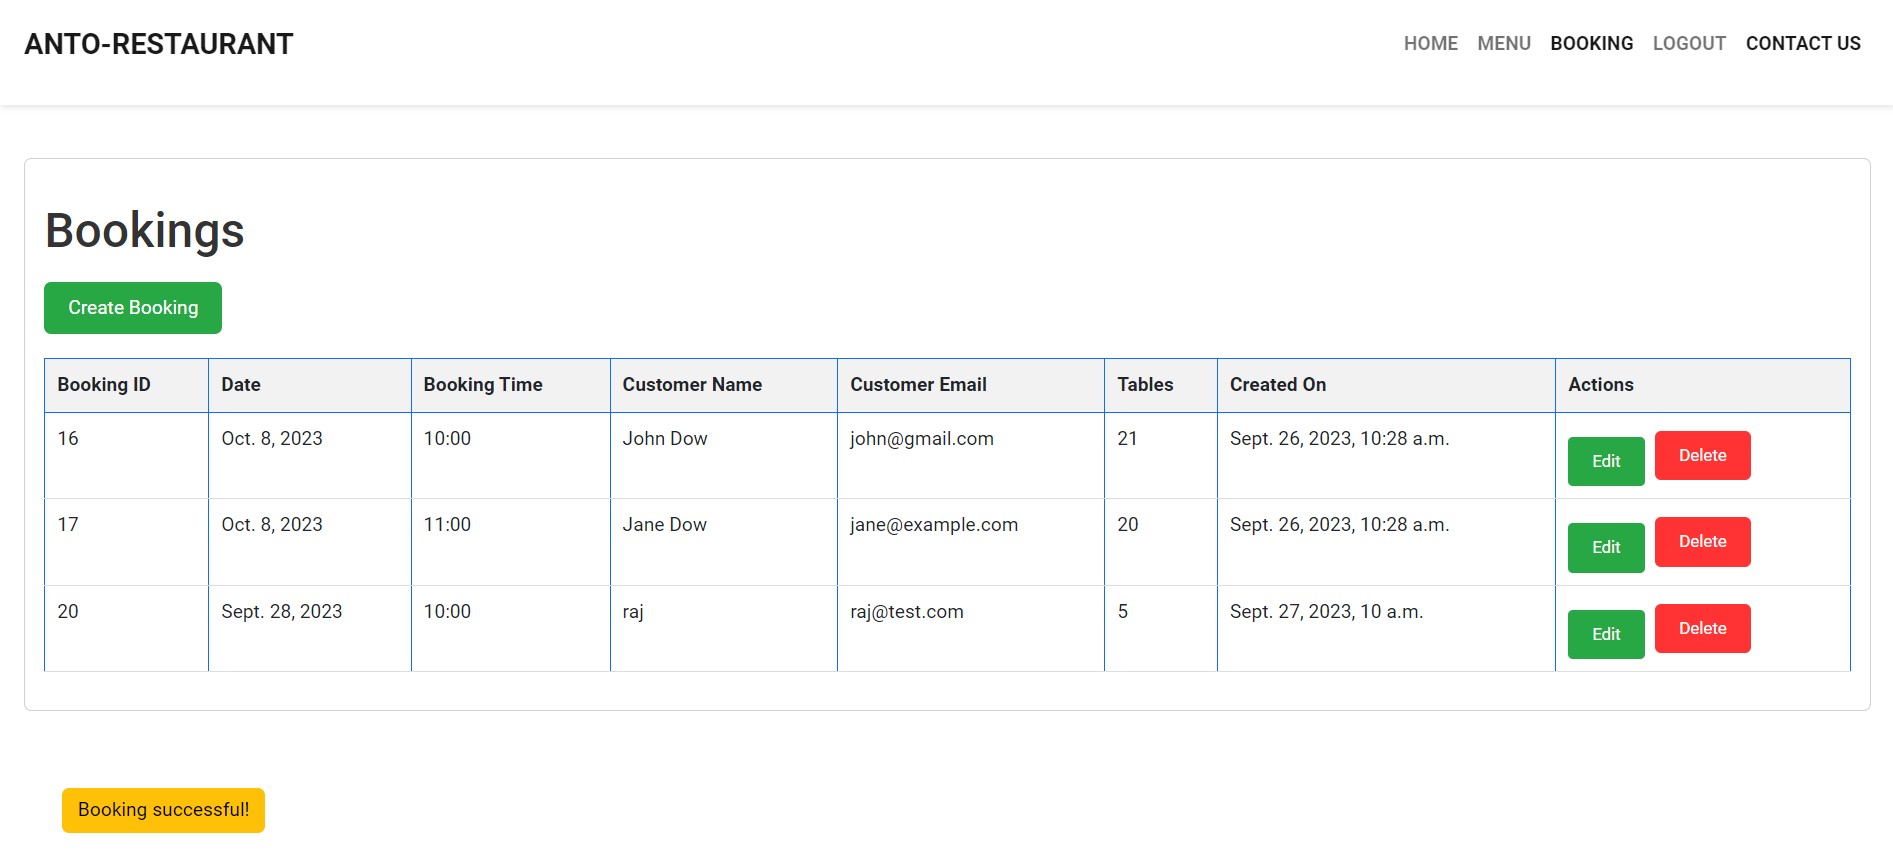 ANTO-RESTAURANT HOME MENU BOOKING LOGOUT CONTACT US
Bookings
Create Booking
Booking ID Date Booking Time Customer Name Customer Email Tables Created On Actions
16 Oct. 8, 2023 10:00 John Dow john@gmail.com 21 Sept. 26, 2023, 10:28 a.m. Edit Delete
17 Oct. 8, 2023 11:00 Jane Dow jane@example.com 20 Sept. 26, 2023, 10:28 a.m. Edit Delete
20 Sept. 28, 2023 10:00 raj raj@test.com 5 Sept. 27, 2023, 10 a.m. Edit Delete
Booking successful!